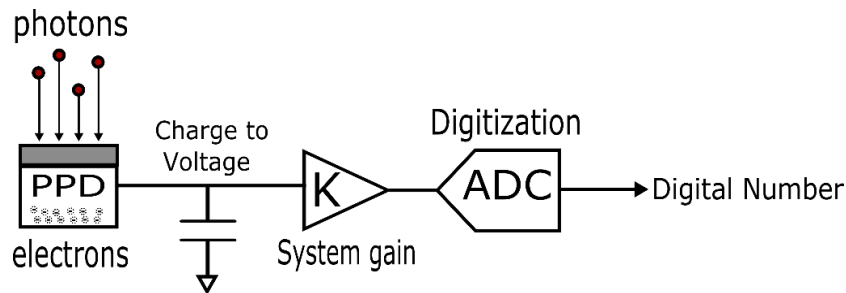 photons
Charge to
Voltage
Digitization
PPD
K
ADC
Digital Number
electrons
System gain